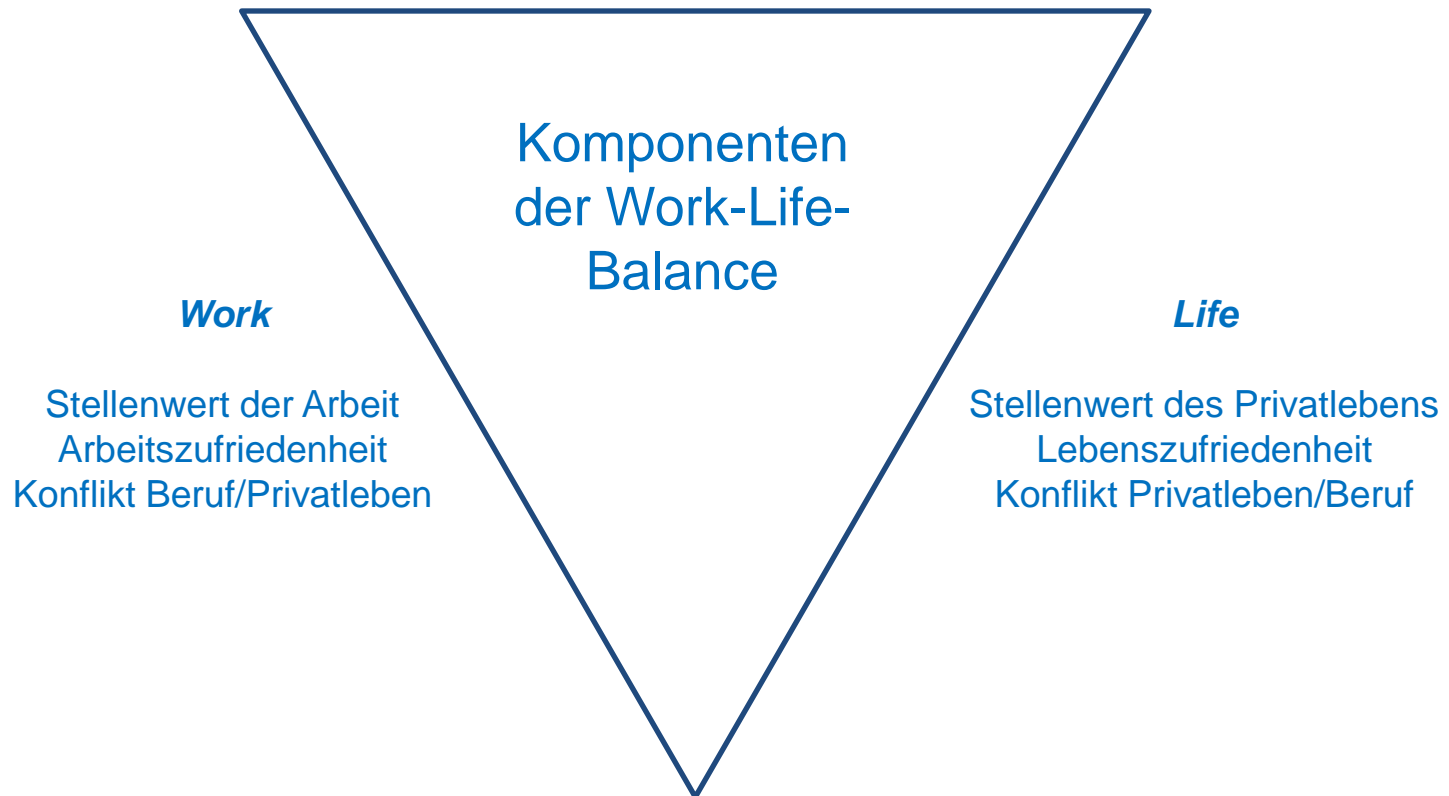 Komponenten
der Work-Life-
Balance
Work
Stellenwert der Arbeit
Arbeitszufriedenheit
Konflikt Beruf/Privatleben
Life
Stellenwert des Privatlebens
Lebenszufriedenheit
Konflikt Privatleben/Beruf